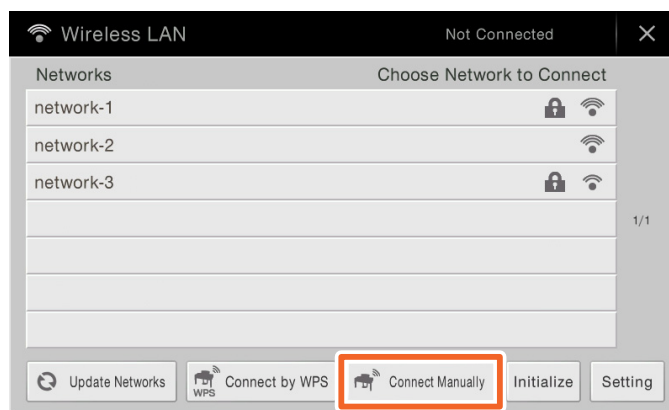 Wireless LAN Not Connected
Networks Choose Network to Connect
network-1
network-2
network-3
1/1
Update Networks WPS Connect by WPS Connect Manually Initialize Setting